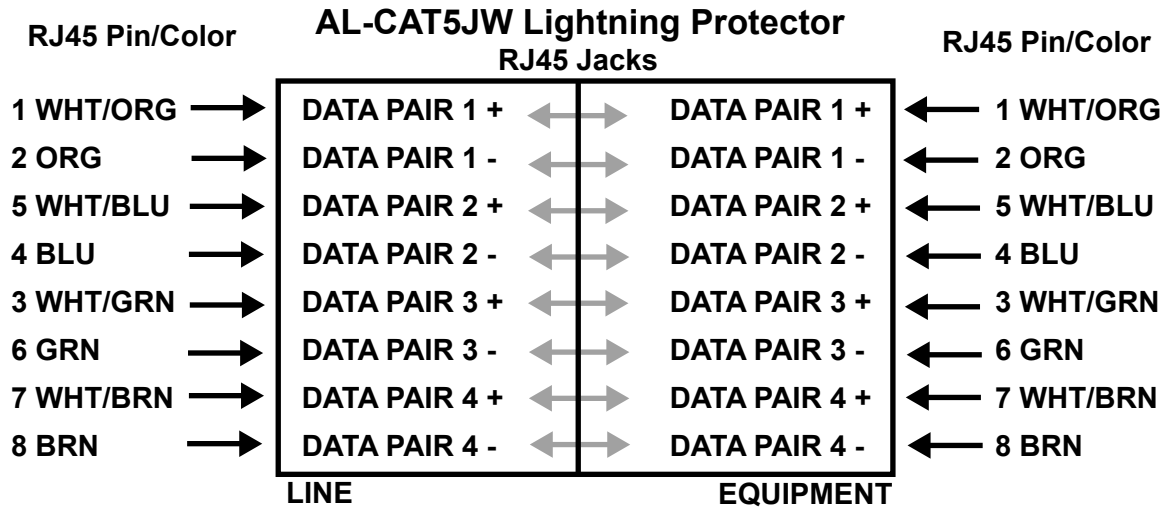 AL-CAT5JW Lightning Protector
RJ45 Pin/Color RJ45 Jacks RJ45 Pin/Color
1 WHT/ORG DATA PAIR 1 + DATA PAIR 1 + 1 WHT/ORG
2 ORG DATA PAIR 1 - DATA PAIR 1 - 2 ORG
5 WHT/BLU DATA PAIR 2 + DATA PAIR 2 + 5 WHT/BLU
4 BLU DATA PAIR 2 - DATA PAIR 2 - 4 BLU
3 WHT/GRN DATA PAIR 3 + DATA PAIR 3 + 3 WHT/GRN
6 GRN DATA PAIR 3 - DATA PAIR 3 - 6 GRN
7 WHT/BRN DATA PAIR 4 + DATA PAIR 4 + 7 WHT/BRN
8 BRN DATA PAIR 4 - DATA PAIR 4 - 8 BRN
LINE EQUIPMENT